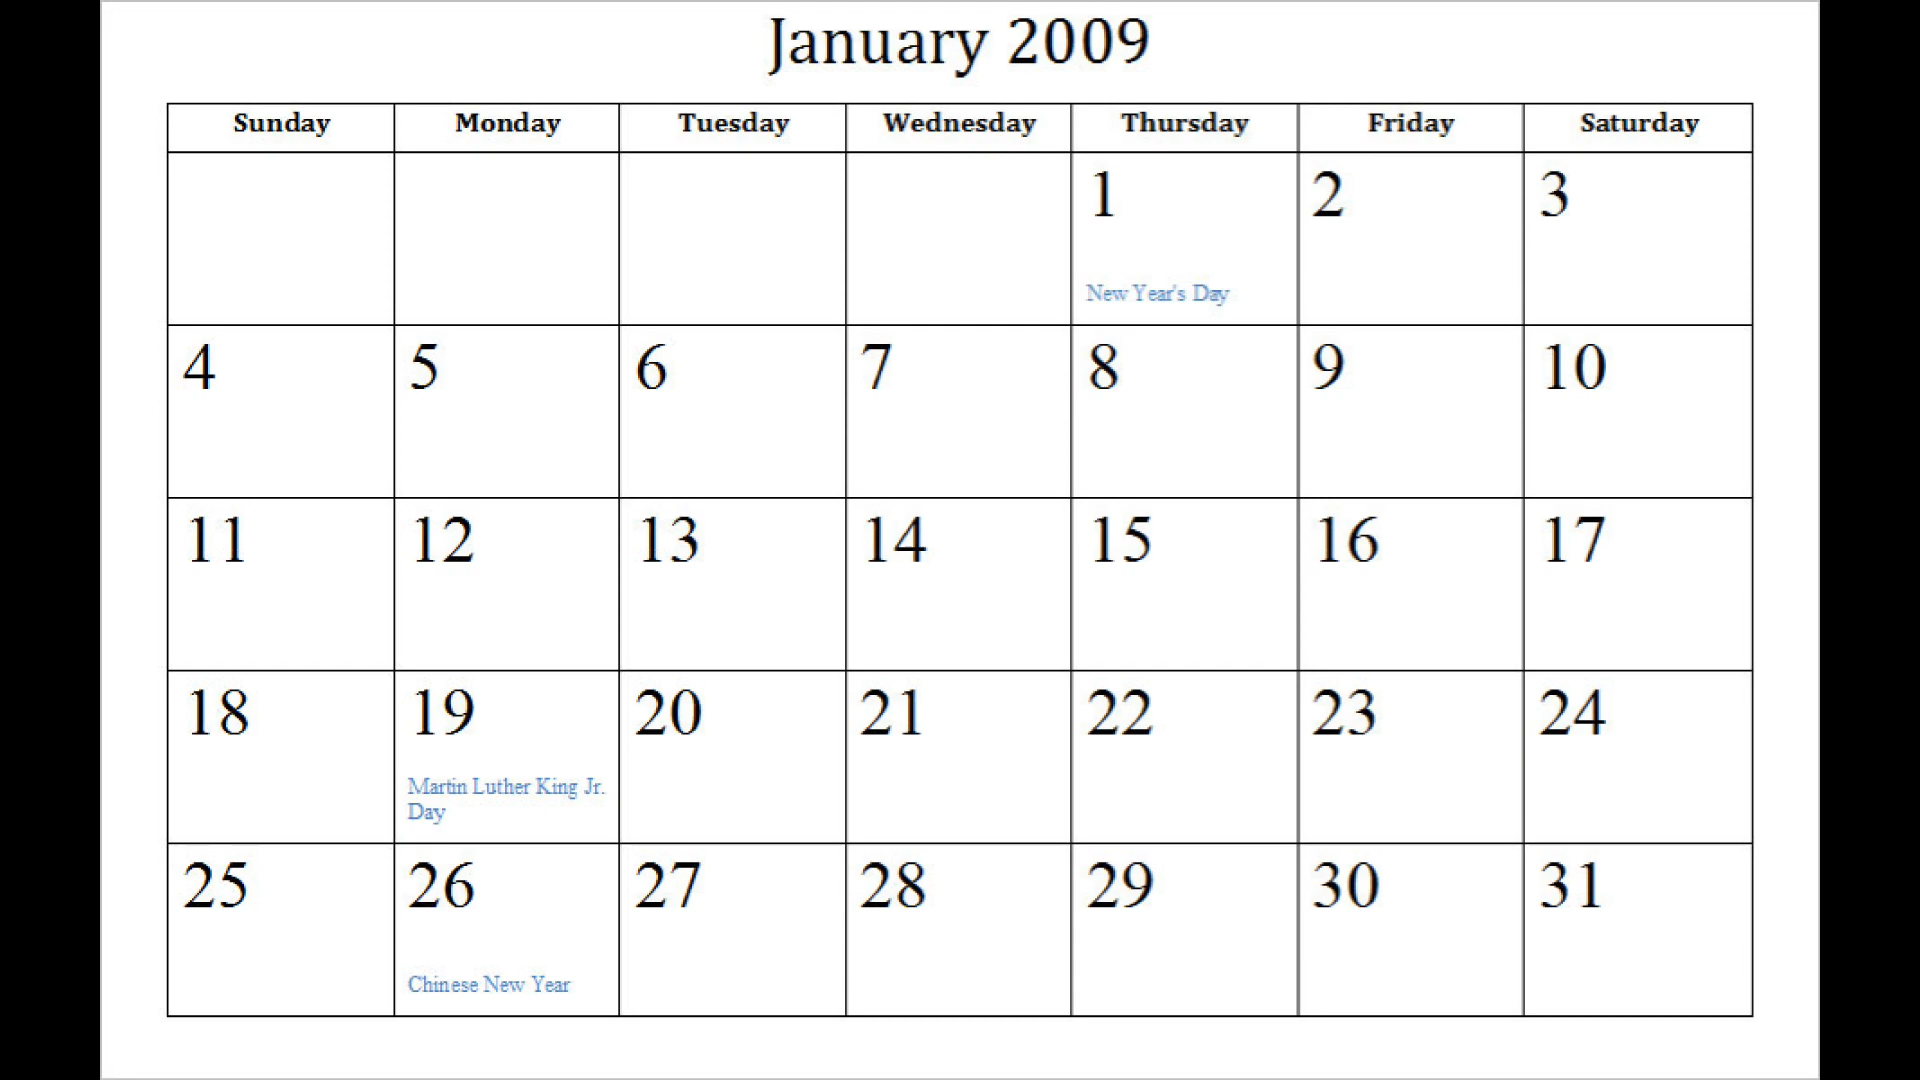 January 2009
Sunday Monday Tuesday Wednesday Thursday Friday Saturday
1 2 3
New Year's Day
4 5 6 7 8 9 10
11 12 13 14 15 16 17
18 19 20 21 22 23 24
Martin Luther King Jr.
Day
25 26 27 28 29 30 31
Chinese New Year